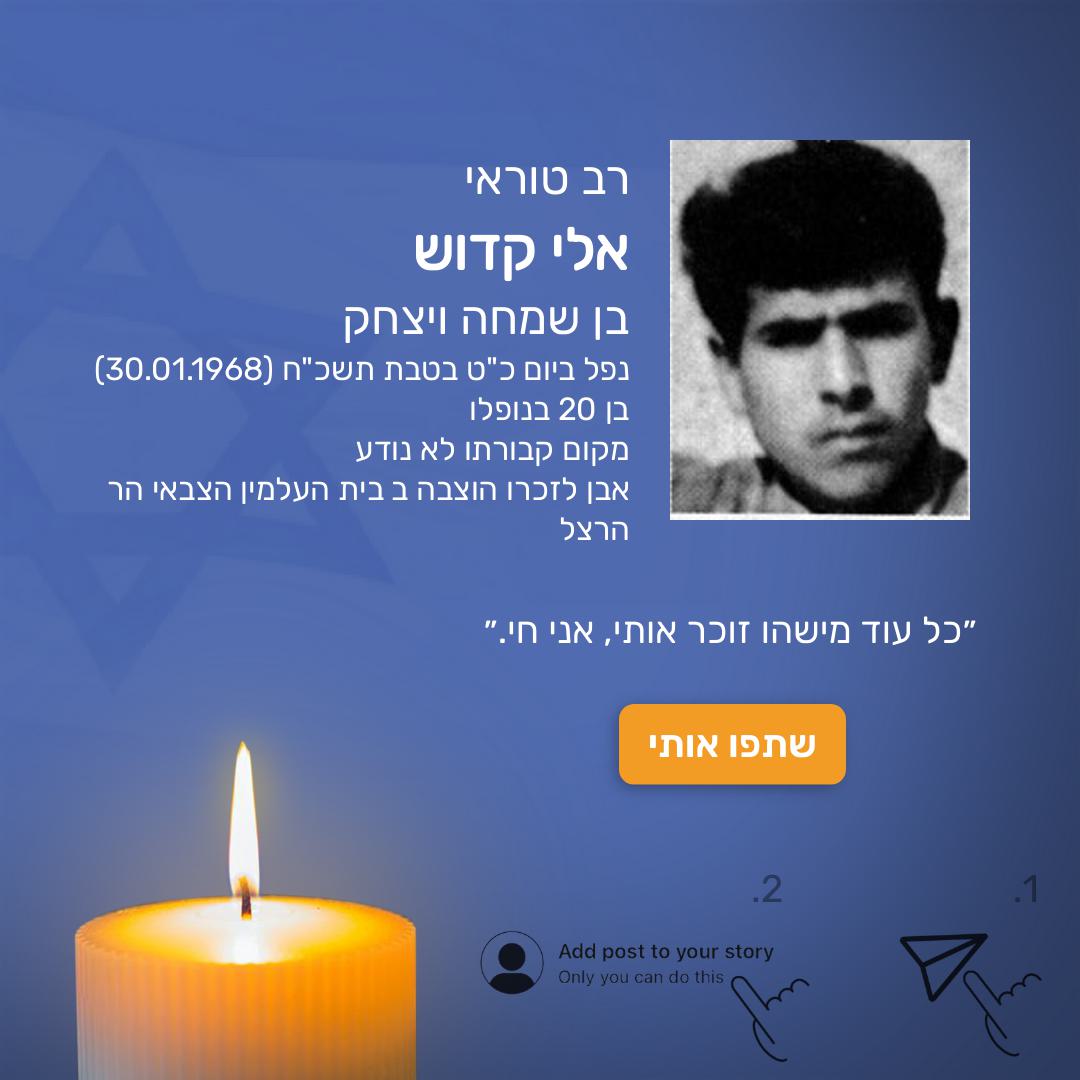 רב טוראי
אלי קדוש
בן שמחה ויצחק
נפל ביום כ"ט בטבת תשכ"ח (30.01.1968)
בן 20 בנופלו
מקום קבורתו לא נודע
אבן לזכרו הוצבה ב בית העלמין הצבאי הר
הרצל
״כל עוד מישהו זוכר אותי, אני חי.״
שתפו אותי
1.
2.
Add post to your story
Only you can do this